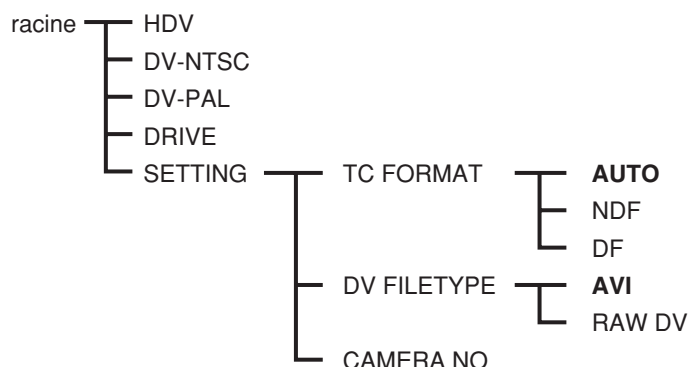 racine HDV
DV-NTSC
DV-PAL
DRIVE
SETTING TC FORMAT AUTO
NDF
DF
DV FILETYPE AVI
RAW DV
CAMERA NO